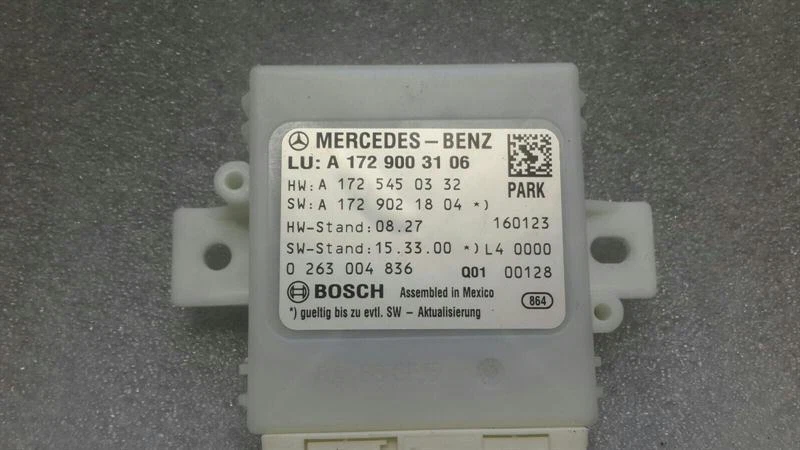 MERCEDES-BENZ
LU: A 172 900 31 06
HW: A 172 545 03 32
PARK
SW: A 172 902 18 04 *)
HW-Stand: 08.27 160123
SW-Stand: 15.33.00 *) L4 0000
0 263 004 836 Q01 00128
BOSCH Assembled in Mexico 864
*) gueltig bis zu evtl. SW - Aktualisierung